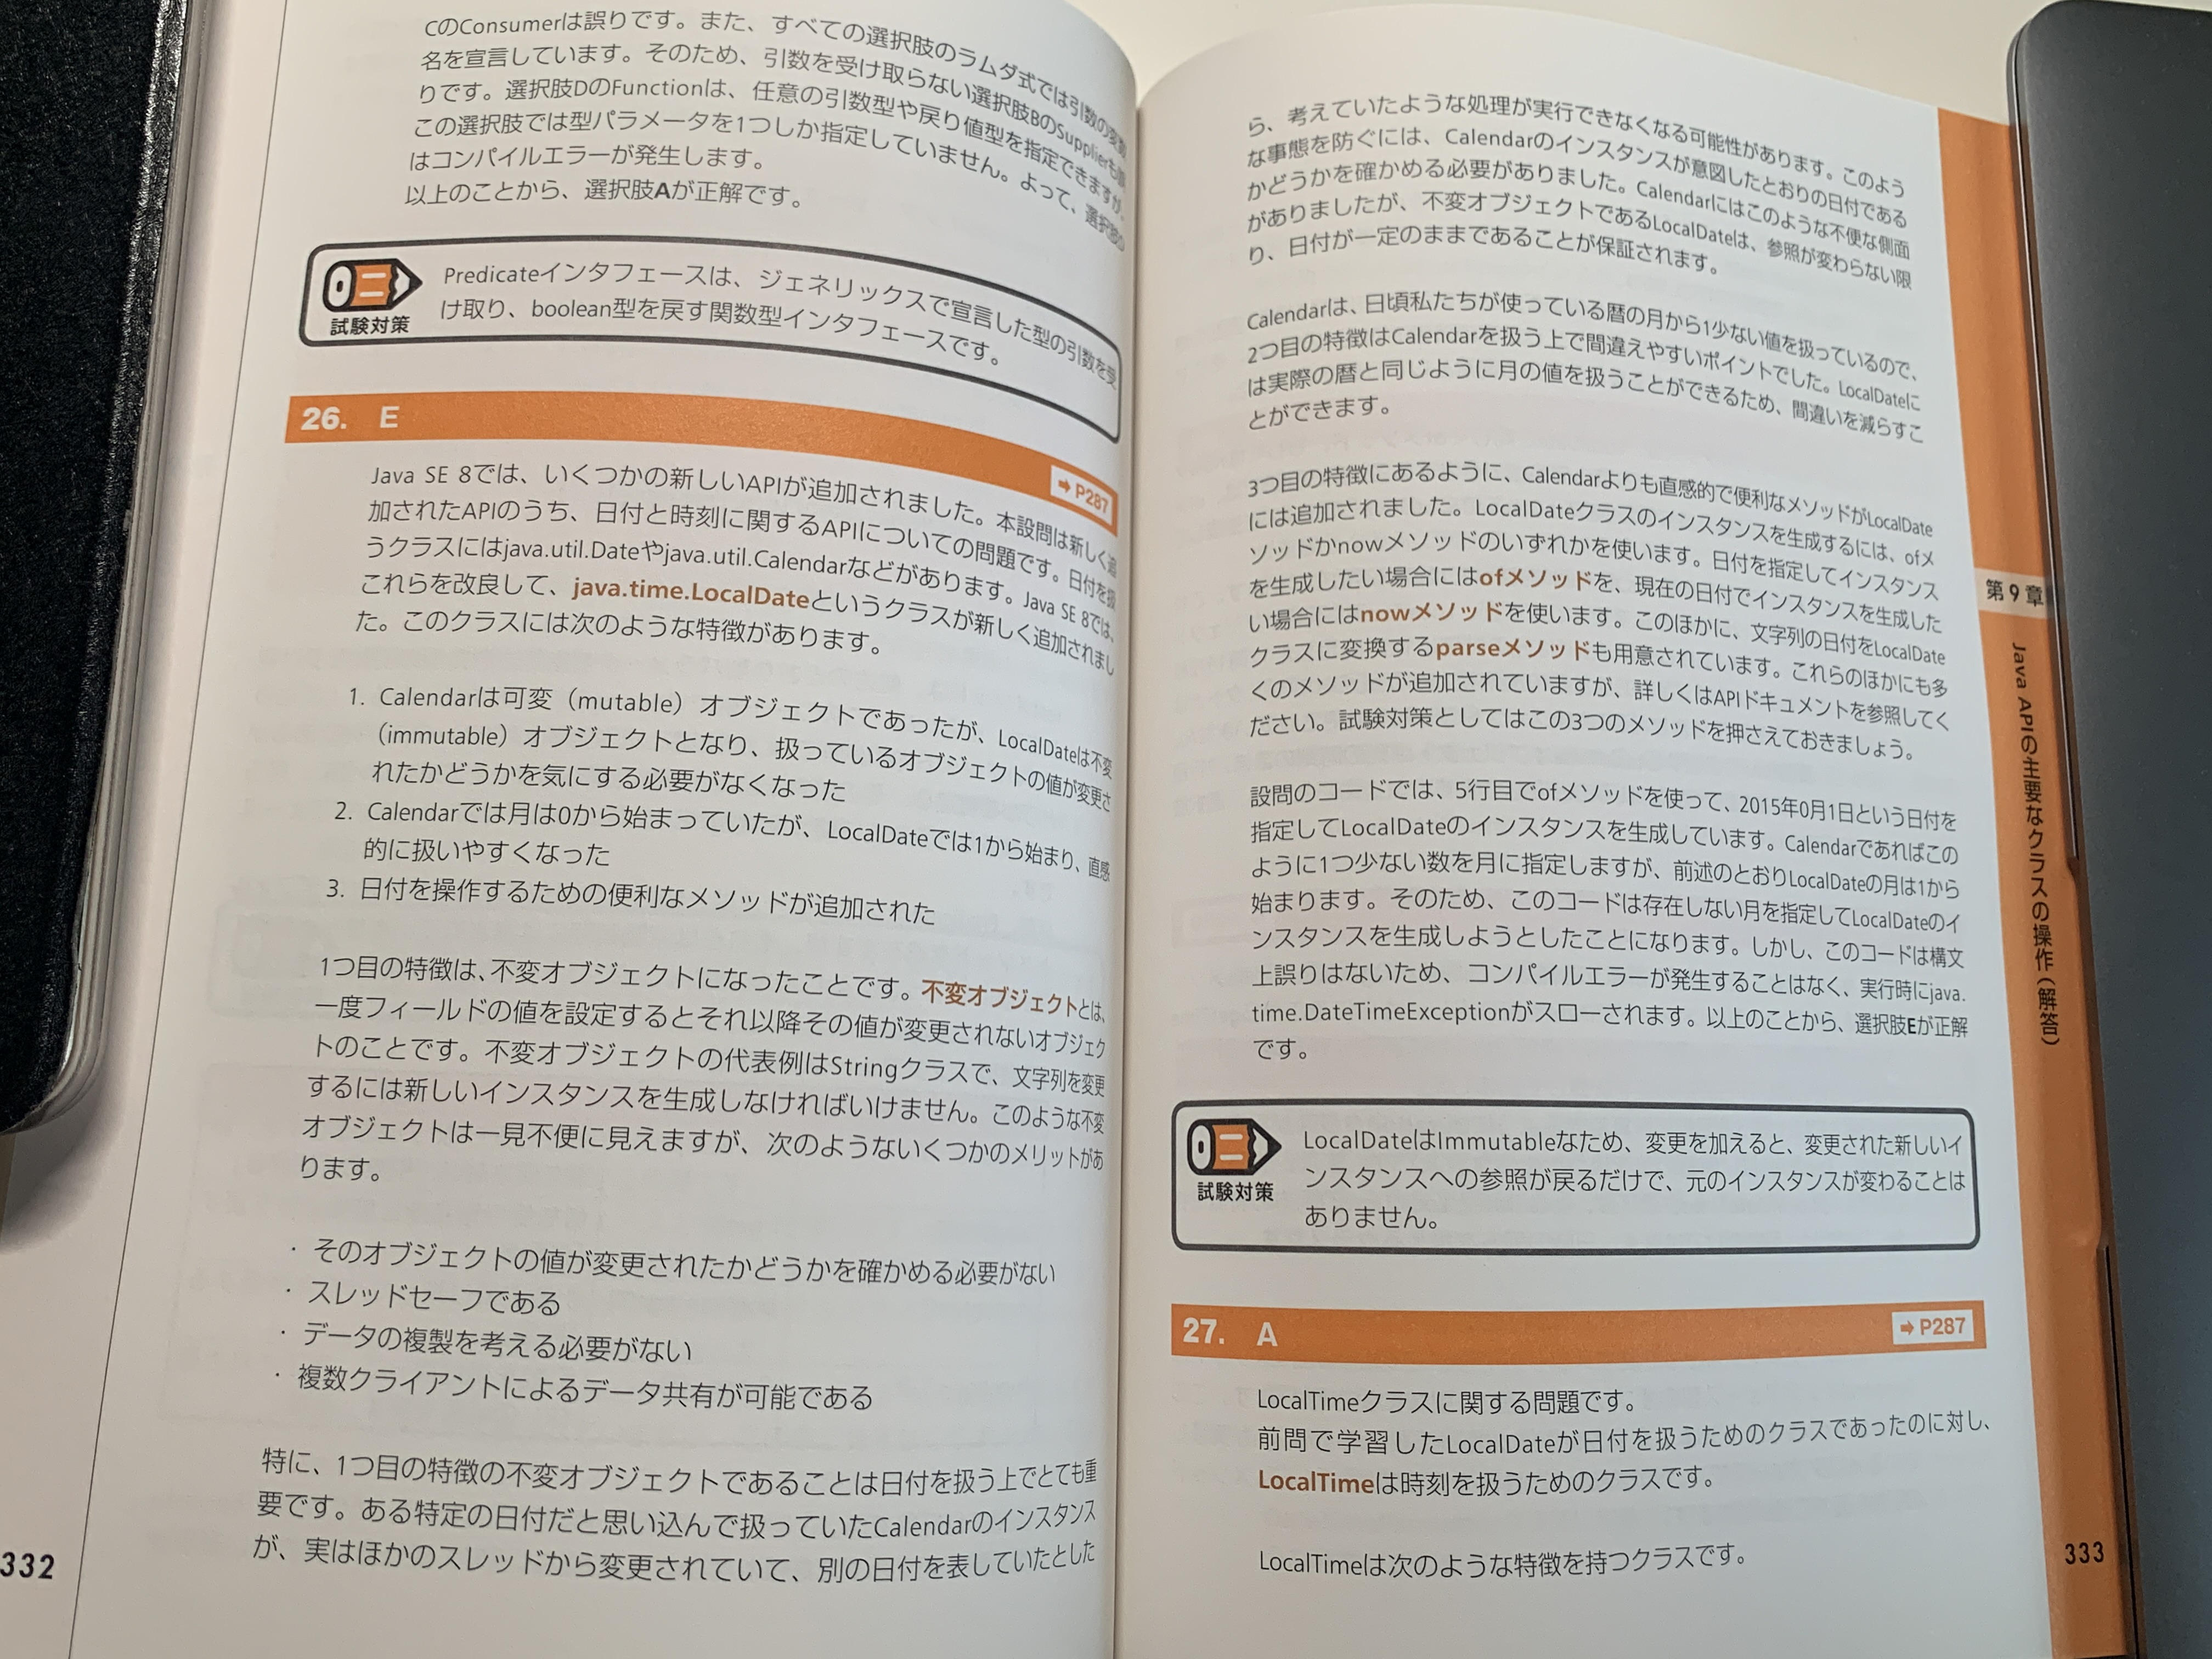 CのConsumerは誤りです。また、すべての選択肢のラムダ式では引数の変数
名を宣言しています。そのため、引数を受け取らない選択肢BのSupplierも誤
りです。選択肢DのFunctionは、任意の引数型や戻り値型を指定できますが、
この選択肢では型パラメータを1つしか指定していません。よって、選択肢D
はコンパイルエラーが発生します。
以上のことから、選択肢Aが正解です。
試験対策
Predicateインタフェースは、ジェネリックスで宣言した型の引数を受
け取り、boolean型を戻す関数型インタフェースです。
26. E
➡ P287
Java SE 8では、いくつかの新しいAPIが追加されました。本設問は新しく追
加されたAPIのうち、日付と時刻に関するAPIについての問題です。日付を扱
うクラスにはjava.util.Dateやjava.util.Calendarなどがあります。Java SE 8では、
これらを改良して、java.time.LocalDateというクラスが新しく追加されまし
た。このクラスには次のような特徴があります。
1. Calendarは可変（mutable）オブジェクトであったが、LocalDateは不変
（immutable）オブジェクトとなり、扱っているオブジェクトの値が変更さ
れたかどうかを気にする必要がなくなった
2. Calendarでは月は0から始まっていたが、LocalDateでは1から始まり、直感
的に扱いやすくなった
3. 日付を操作するための便利なメソッドが追加された
1つ目の特徴は、不変オブジェクトになったことです。不変オブジェクトとは、
一度フィールドの値を設定するとそれ以降その値が変更されないオブジェク
トのことです。不変オブジェクトの代表例はStringクラスで、文字列を変更
するには新しいインスタンスを生成しなければいけません。このような不変
オブジェクトは一見不便に見えますが、次のようないくつかのメリットがあ
ります。
・そのオブジェクトの値が変更されたかどうかを確かめる必要がない
・スレッドセーフである
・データの複製を考える必要がない
・複数クライアントによるデータ共有が可能である
特に、1つ目の特徴の不変オブジェクトであることは日付を扱う上でとても重
要です。ある特定の日付だと思い込んで扱っていたCalendarのインスタンス
が、実はほかのスレッドから変更されていて、別の日付を表していたとした
332
ら、考えていたような処理が実行できなくなる可能性があります。このよう
な事態を防ぐには、Calendarのインスタンスが意図したとおりの日付である
かどうかを確かめる必要がありました。Calendarにはこのような不便な側面
がありましたが、不変オブジェクトであるLocalDateは、参照が変わらない限
り、日付が一定のままであることが保証されます。
Calendarは、日頃私たちが使っている暦の月から1少ない値を扱っているので、
2つ目の特徴はCalendarを扱う上で間違えやすいポイントでした。LocalDateに
は実際の暦と同じように月の値を扱うことができるため、間違いを減らすこ
とができます。
3つ目の特徴にあるように、Calendarよりも直感的で便利なメソッドがLocalDate
には追加されました。LocalDateクラスのインスタンスを生成するには、ofメ
ソッドかnowメソッドのいずれかを使います。日付を指定してインスタンス
を生成したい場合にはofメソッドを、現在の日付でインスタンスを生成した
い場合にはnowメソッドを使います。このほかに、文字列の日付をLocalDate
クラスに変換するparseメソッドも用意されています。これらのほかにも多
くのメソッドが追加されていますが、詳しくはAPIドキュメントを参照してく
ださい。試験対策としてはこの3つのメソッドを押さえておきましょう。
設問のコードでは、5行目でofメソッドを使って、2015年0月1日という日付を
指定してLocalDateのインスタンスを生成しています。Calendarであればこの
ように1つ少ない数を月に指定しますが、前述のとおりLocalDateの月は1から
始まります。そのため、このコードは存在しない月を指定してLocalDateのイ
ンスタンスを生成しようとしたことになります。しかし、このコードは構文
上誤りはないため、コンパイルエラーが発生することはなく、実行時にjava.
time.DateTimeExceptionがスローされます。以上のことから、選択肢Eが正解
です。
試験対策
LocalDateはImmutableなため、変更を加えると、変更された新しいイ
ンスタンスへの参照が戻るだけで、元のインスタンスが変わることは
ありません。
27. A
➡ P287
LocalTimeクラスに関する問題です。
前問で学習したLocalDateが日付を扱うためのクラスであったのに対し、
LocalTimeは時刻を扱うためのクラスです。
LocalTimeは次のような特徴を持つクラスです。
第9章
Java APIの主要なクラスの操作（解答）
333